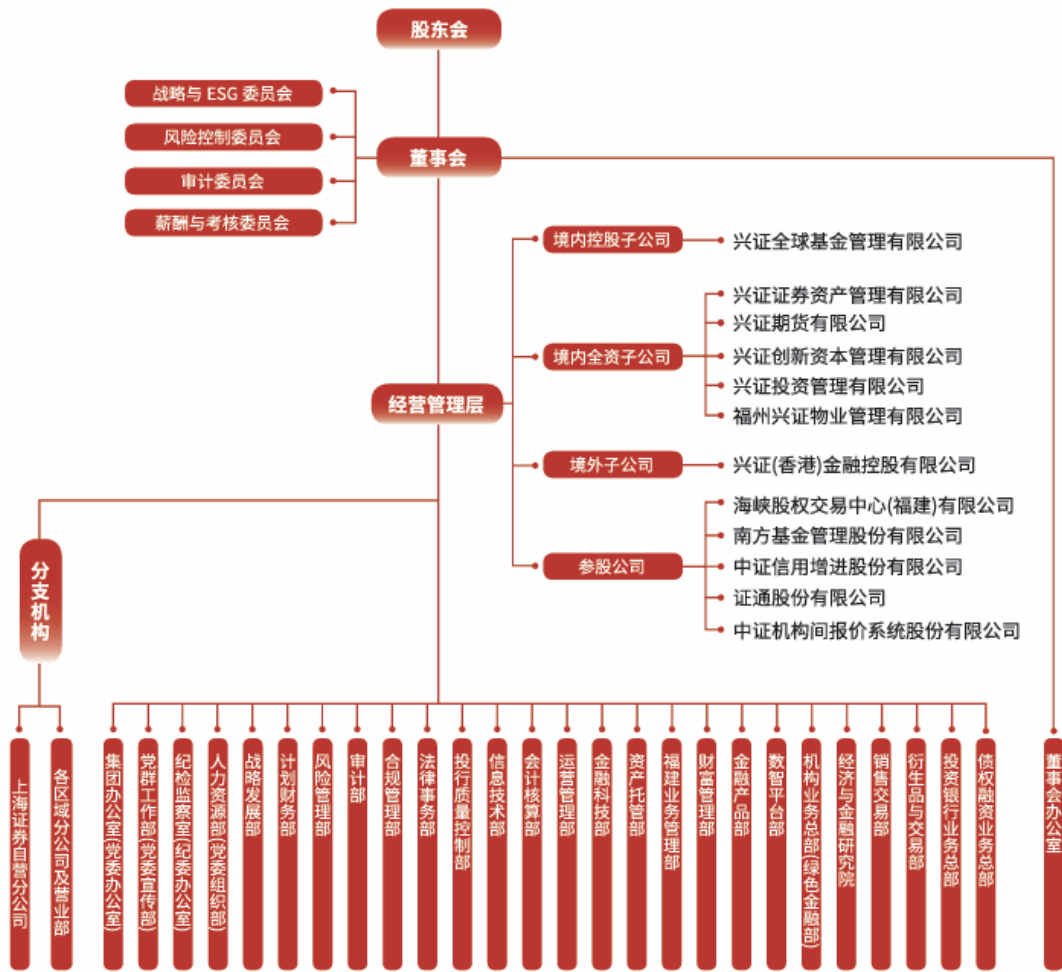 股东会
战略与 ESG 委员会
风险控制委员会
董事会
审计委员会
薪酬与考核委员会
境内控股子公司
兴证全球基金管理有限公司
兴证证券资产管理有限公司
兴证期货有限公司
境内全资子公司
兴证创新资本管理有限公司
兴证投资管理有限公司
福州兴证物业管理有限公司
经营管理层
境外子公司
兴证(香港)金融控股有限公司
海峡股权交易中心(福建)有限公司
南方基金管理股份有限公司
参股公司
中证信用增进股份有限公司
证通股份有限公司
中证机构间报价系统股份有限公司
分支机构
上海证券自营分公司
各区域分公司及营业部
集团办公室(党委办公室)
党群工作部(党委宣传部)
纪检监察室(纪委办公室)
人力资源部(党委组织部)
战略发展部
计划财务部
风险管理部
审计部
合规管理部
法律事务部
投行质量控制部
信息技术部
会计核算部
运营管理部
金融科技部
资产托管部
福建业务管理部
财富管理部
金融产品部
数智平台部
机构业务总部(绿色金融部)
经济与金融研究院
销售交易部
衍生品与交易部
投资银行业务总部
债权融资业务总部
董事会办公室